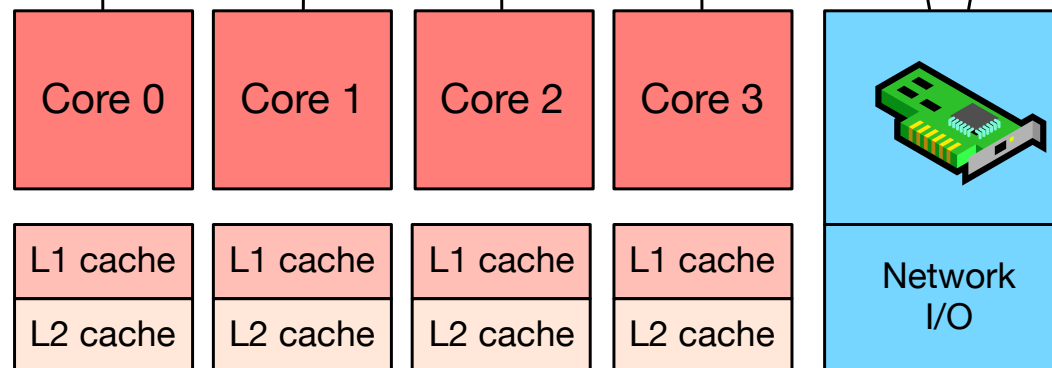 Core 0 Core 1 Core 2 Core 3
L1 cache L1 cache L1 cache L1 cache
L2 cache L2 cache L2 cache L2 cache
Network
I/O